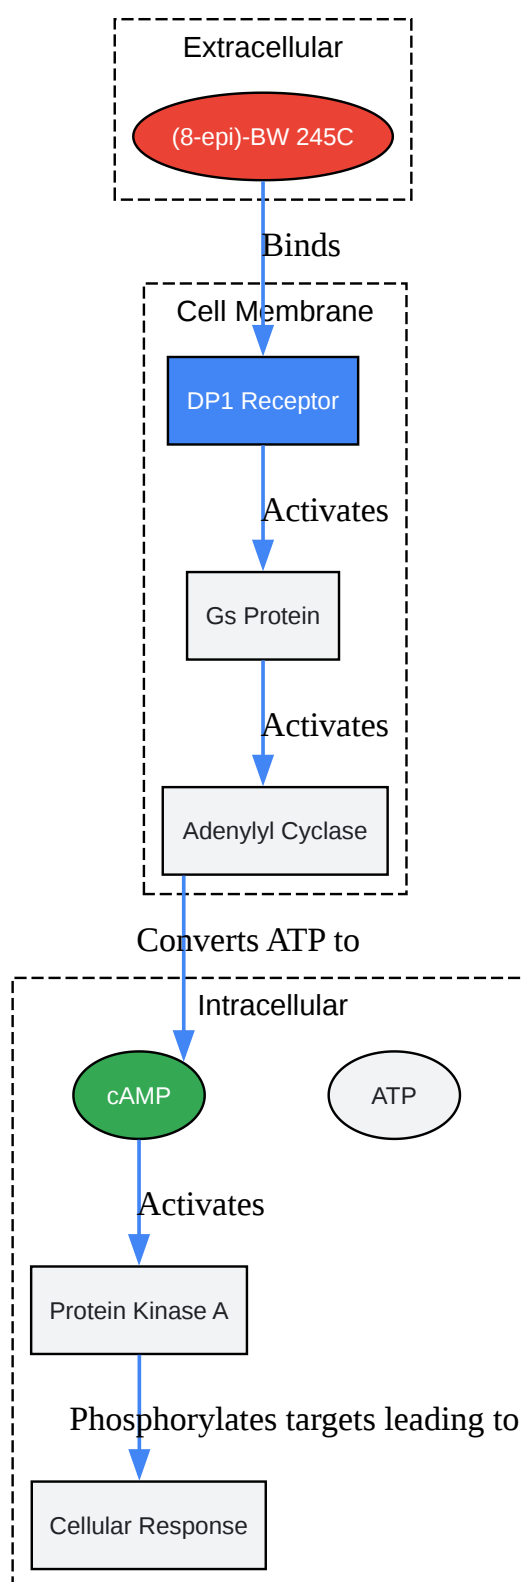 Extracellular
(8-epi)-BW 245C
Binds
Cell Membrane
DP1 Receptor
Activates
Gs Protein
Activates
Adenylyl Cyclase
Converts ATP to
Intracellular
cAMP
ATP
Activates
Protein Kinase A
Phosphorylates targets leading to
Cellular Response